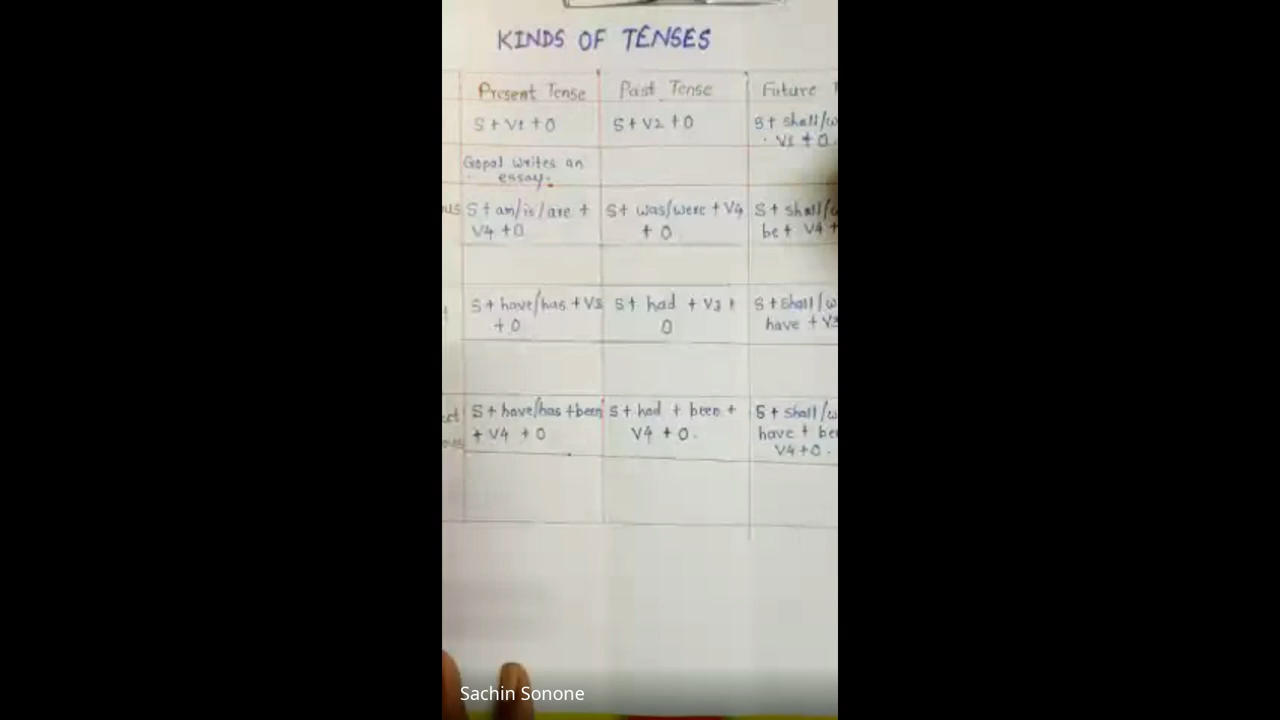 KINDS OF TENSES
Present Tense Past Tense Future
S + V1 + O S + V2 + O S + shall/w
V1 + O.
Gopal writes an
essay.
us S + am/is/are + S + was/were + V4 S + shall/
V4 + O + O be + V4 +
S + have/has + V3 S + had + V3 + S + shall/w
+ O O have + V3
ct S + have/has + been S + had + been + S + shall/w
+ V4 + O V4 + O. have + be
V4 + O.
Sachin Sonone